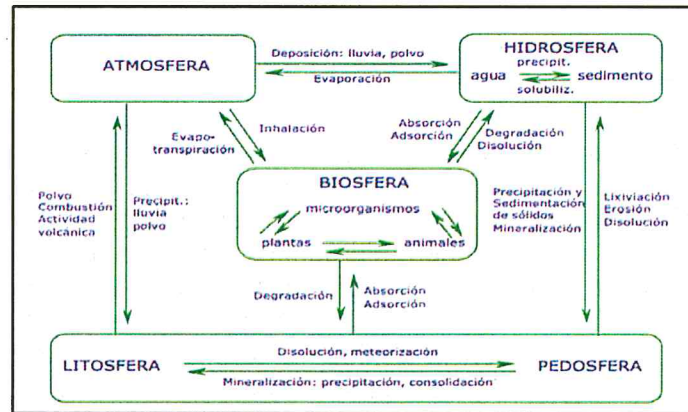 ATMOSFERA
Deposición: lluvia, polvo
Evaporación
HIDROSFERA
precipit.
agua
sedimento
solubiliz.
Evapo-
transpiración
Inhalación
Absorción
Adsorción
Degradación
Disolución
BIOSFERA
microorganismos
plantas
animales
Polvo
Combustión
Actividad
volcánica
Precipit.:
lluvia
polvo
Precipitación y
Sedimentación
de sólidos
Mineralización
Lixiviación
Erosión
Disolución
Degradación
Absorción
Adsorción
LITOSFERA
Disolución, meteorización
Mineralización: precipitación, consolidación
PEDOSFERA